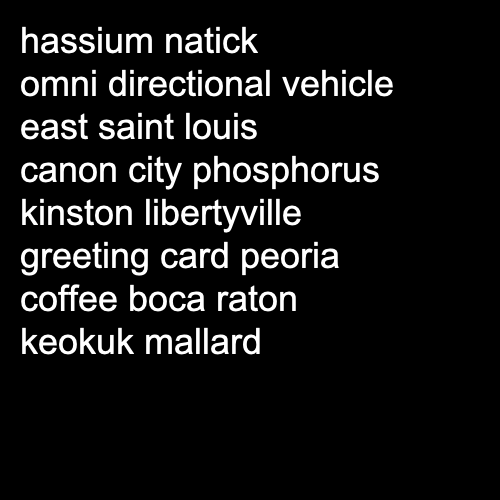 hassium natick
omni directional vehicle
east saint louis
canon city phosphorus
kinston libertyville
greeting card peoria
coffee boca raton
keokuk mallard